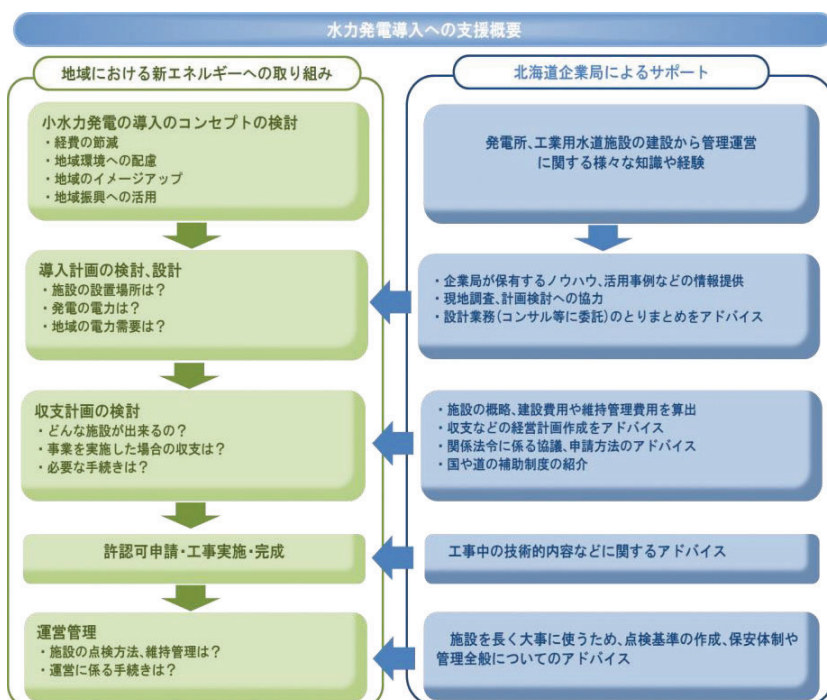 水力発電導入への支援概要
地域における新エネルギーへの取り組み
小水力発電の導入のコンセプトの検討
・経費の節減
・地域環境への配慮
・地域のイメージアップ
・地域振興への活用
導入計画の検討、設計
・施設の設置場所は?
・発電の電力は?
・地域の電力需要は?
収支計画の検討
・どんな施設が出来るの?
・事業を実施した場合の収支は?
・必要な手続きは?
許認可申請・工事実施・完成
運営管理
・施設の点検方法、維持管理は?
・運営に係る手続きは?
北海道企業局によるサポート
発電所、工業用水道施設の建設から管理運営
に関する様々な知識や経験
・企業局が保有するノウハウ、活用事例などの情報提供
・現地調査、計画検討への協力
・設計業務(コンサル等に委託)のとりまとめをアドバイス
・施設の概略、建設費用や維持管理費用を算出
・収支などの経営計画作成をアドバイス
・関係法令に係る協議、申請方法のアドバイス
・国や道の補助制度の紹介
工事中の技術的内容などに関するアドバイス
施設を長く大事に使うため、点検基準の作成、保安体制や
管理全般についてのアドバイス